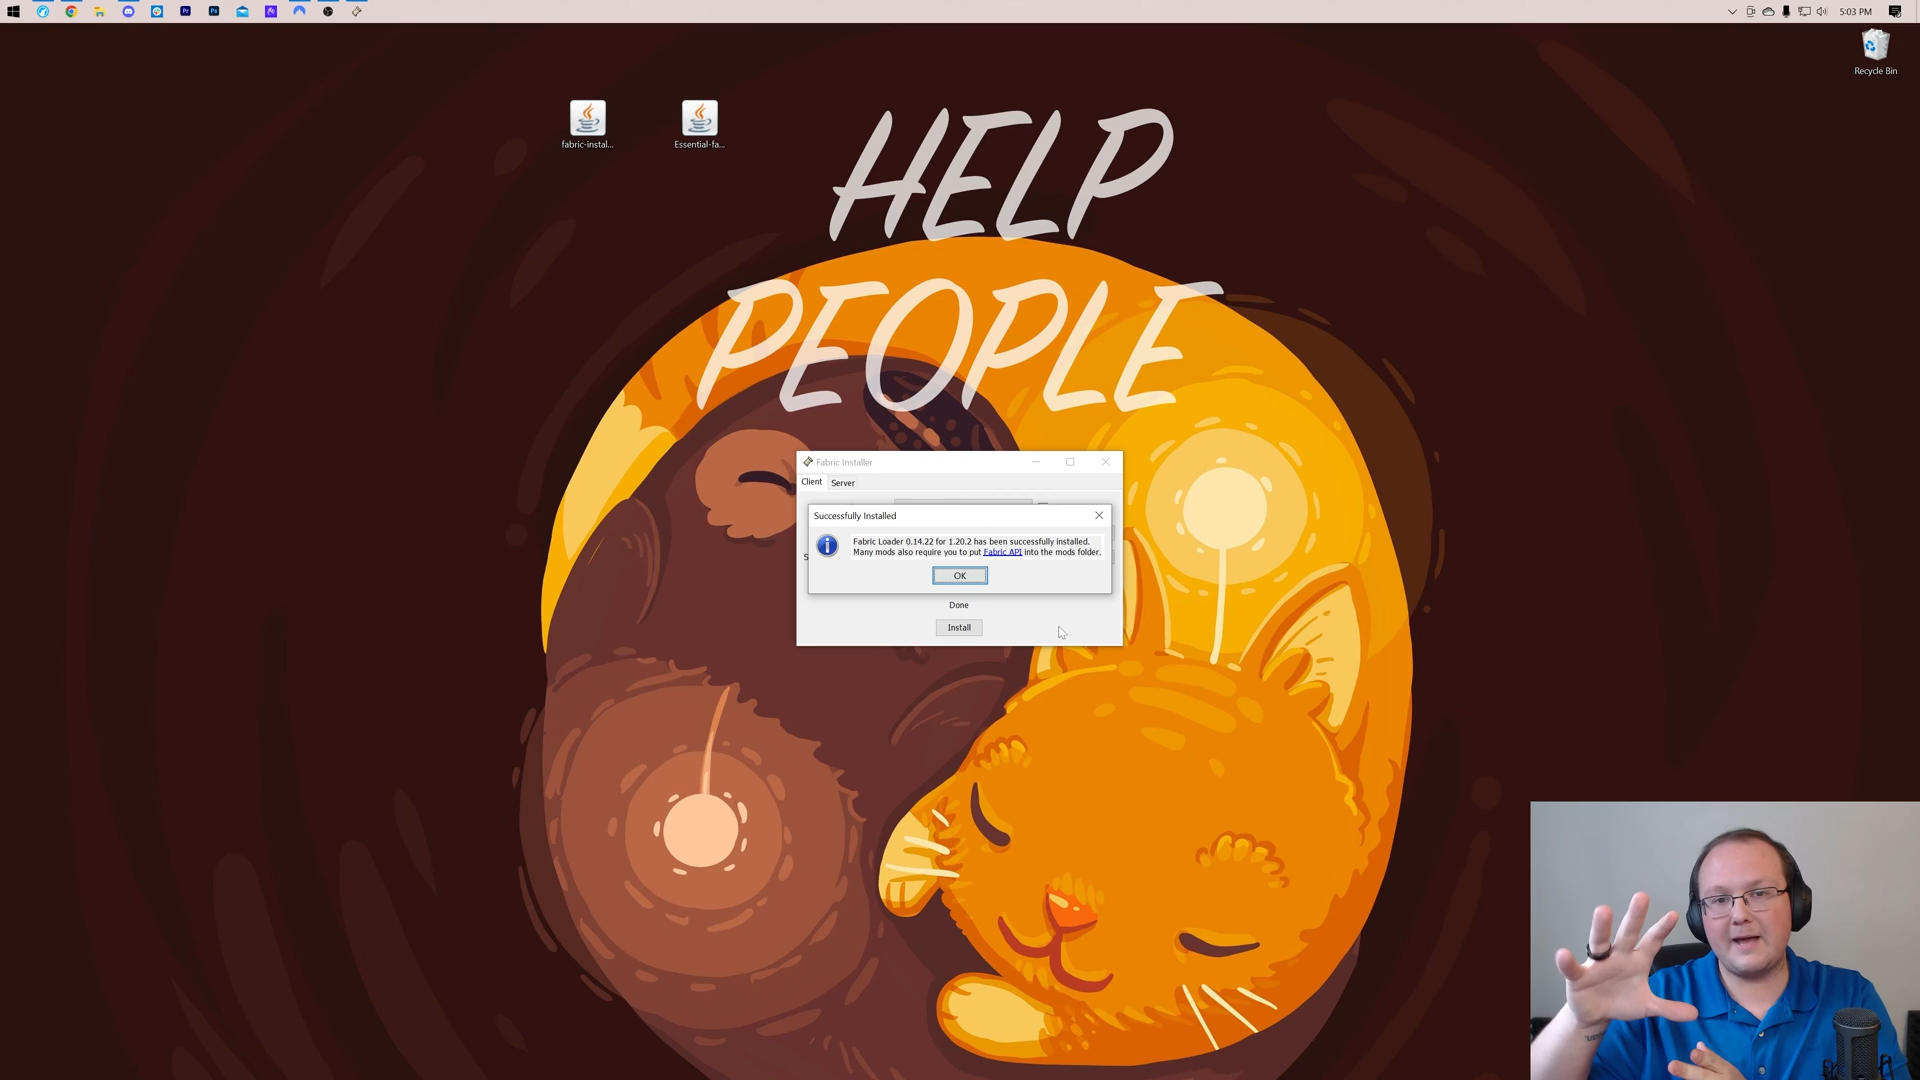 5:03 PM
Recycle Bin
fabric-instal...
Essential-fa...
HELP
PEOPLE
Fabric Installer
Client
Server
Successfully Installed
Fabric Loader 0.14.22 for 1.20.2 has been successfully installed.
Many mods also require you to put Fabric API into the mods folder.
OK
Done
Install